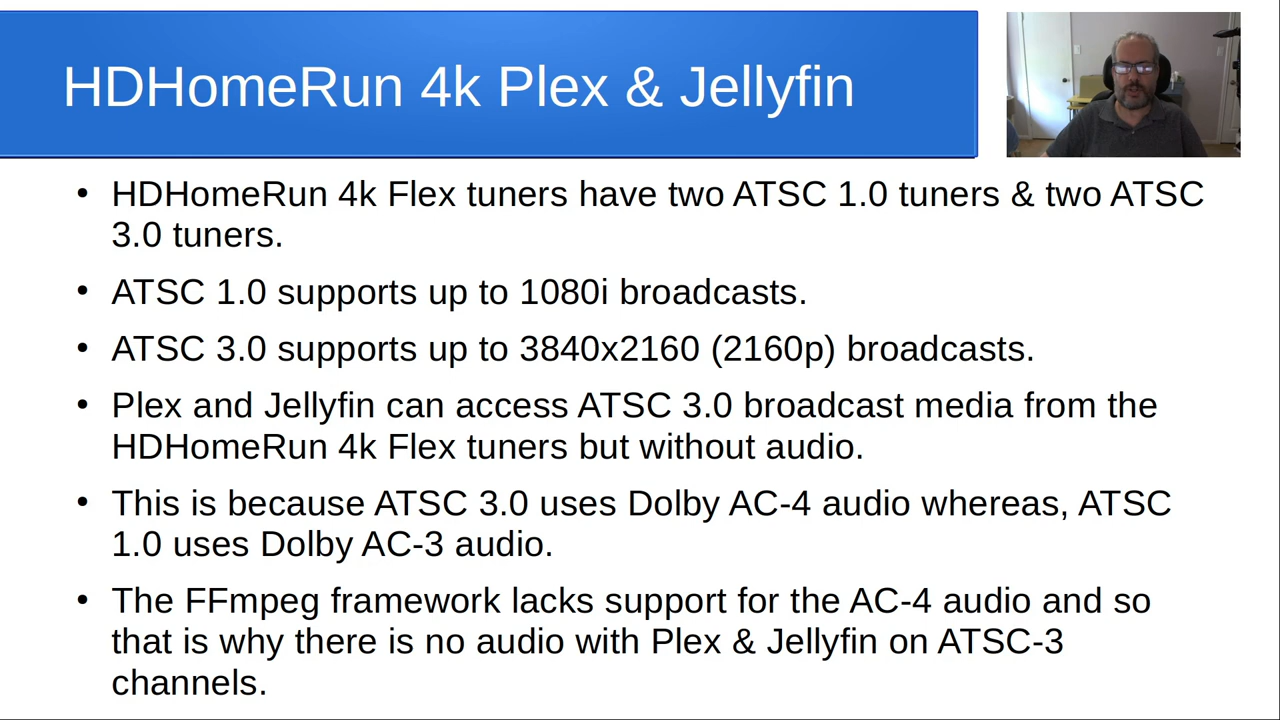 HDHomeRun 4k Plex & Jellyfin
• HDHomeRun 4k Flex tuners have two ATSC 1.0 tuners & two ATSC
3.0 tuners.
• ATSC 1.0 supports up to 1080i broadcasts.
• ATSC 3.0 supports up to 3840x2160 (2160p) broadcasts.
• Plex and Jellyfin can access ATSC 3.0 broadcast media from the
HDHomeRun 4k Flex tuners but without audio.
• This is because ATSC 3.0 uses Dolby AC-4 audio whereas, ATSC
1.0 uses Dolby AC-3 audio.
• The FFmpeg framework lacks support for the AC-4 audio and so
that is why there is no audio with Plex & Jellyfin on ATSC-3
channels.